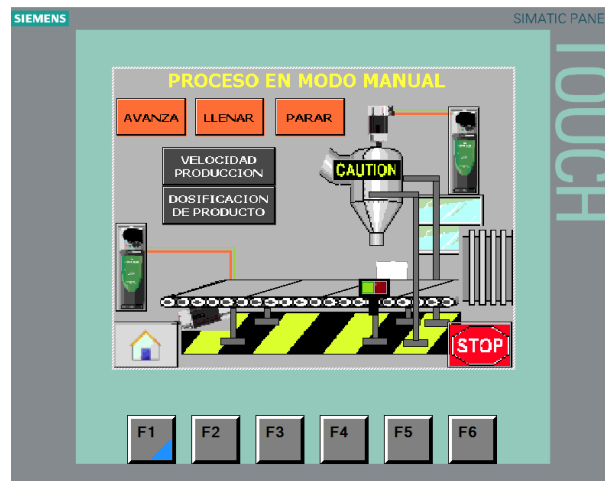 SIEMENS
SIMATIC PANE
TOUCH
PROCESO EN MODO MANUAL
AVANZA
LLENAR
PARAR
VELOCIDAD
PRODUCCION
DOSIFICACION
DE PRODUCTO
CAUTION
STOP
F1
F2
F3
F4
F5
F6